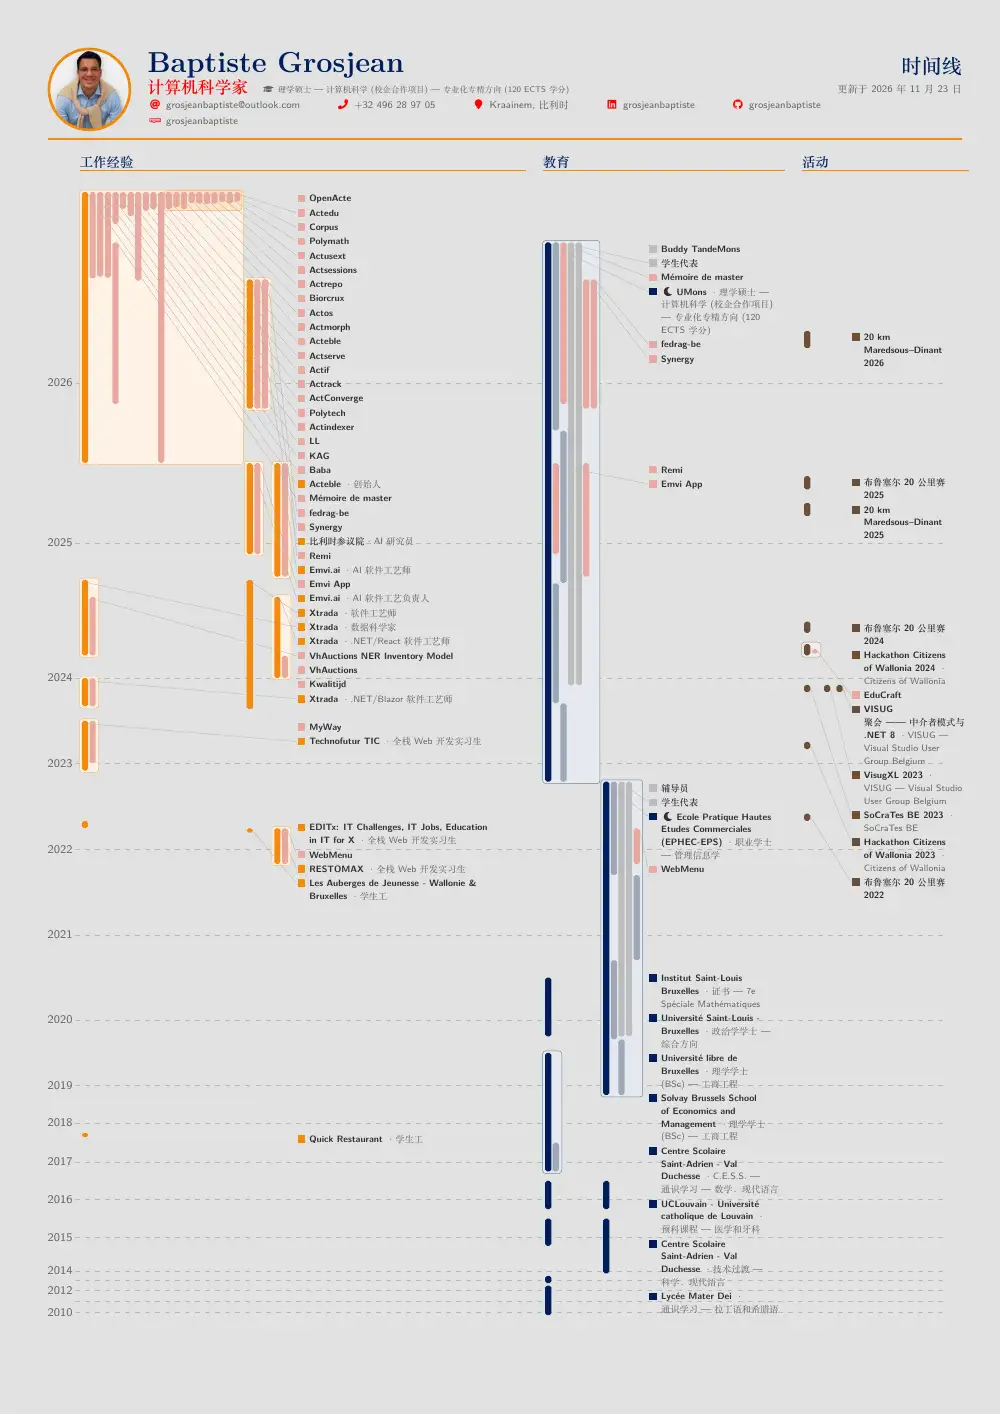 Baptiste Grosjean
时间线
计算机科学家
理学硕士 — 计算机科学 (校企合作项目) — 专业化专精方向 (120 ECTS 学分)
更新于 2026 年 11 月 23 日
grosjeanbaptiste@outlook.com
+32 496 28 97 05
Kraainem, 比利时
grosjeanbaptiste
grosjeanbaptiste
grosjeanbaptiste
工作经验
教育
活动
OpenActe
Actedu
Corpus
Polymath
Actusext
Actsessions
Actrepo
Biorcrux
Actos
Actmorph
Acteble
Actserve
Actif
Actrack
ActConverge
Polytech
Actindexer
LL
KAG
Baba
Acteble · 创始人
Mémoire de master
fedrag-be
Synergy
比利时参议院 · AI 研究员
Remi
Emvi.ai · AI 软件工艺师
Emvi App
Emvi.ai · AI 软件工艺负责人
Xtrada · 软件工艺师
Xtrada · 数据科学家
Xtrada · .NET/React 软件工艺师
VhAuctions NER Inventory Model
VhAuctions
Kwalitijd
Xtrada · .NET/Blazor 软件工艺师
MyWay
Technofutur TIC · 全栈 Web 开发实习生
EDITx: IT Challenges, IT Jobs, Education
in IT for X · 全栈 Web 开发实习生
WebMenu
RESTOMAX · 全栈 Web 开发实习生
Les Auberges de Jeunesse - Wallonie &
Bruxelles · 学生工
Quick Restaurant · 学生工
Buddy TandeMons
学生代表
Mémoire de master
UMons · 理学硕士 —
计算机科学 (校企合作项目)
— 专业化专精方向 (120
ECTS 学分)
fedrag-be
Synergy
Remi
Emvi App
辅导员
学生代表
Ecole Pratique Hautes
Etudes Commerciales
(EPHEC-EPS) · 职业学士
— 管理信息学
WebMenu
Institut Saint-Louis
Bruxelles · 证书 — 7e
Spéciale Mathématiques
Université Saint-Louis -
Bruxelles · 政治学学士 —
综合方向
Université libre de
Bruxelles · 理学学士
(BSc) — 工商工程
Solvay Brussels School
of Economics and
Management · 理学学士
(BSc) — 工商工程
Centre Scolaire
Saint-Adrien - Val
Duchesse · C.E.S.S. —
通识学习 — 数学、现代语言
UCLouvain - Université
catholique de Louvain ·
预科课程 — 医学和牙科
Centre Scolaire
Saint-Adrien - Val
Duchesse · 技术过渡 —
科学、现代语言
Lycée Mater Dei ·
通识学习 — 拉丁语和希腊语
20 km
Maredsous–Dinant
2026
布鲁塞尔 20 公里赛
2025
20 km
Maredsous–Dinant
2025
布鲁塞尔 20 公里赛
2024
Hackathon Citizens
of Wallonia 2024 ·
Citizens of Wallonia
EduCraft
VISUG
聚会 —— 中介者模式与
.NET 8 · VISUG —
Visual Studio User
Group Belgium
VisugXL 2023 ·
VISUG — Visual Studio
User Group Belgium
SoCraTes BE 2023 ·
SoCraTes BE
Hackathon Citizens
of Wallonia 2023 ·
Citizens of Wallonia
布鲁塞尔 20 公里赛
2022
2026
2025
2024
2023
2022
2021
2020
2019
2018
2017
2016
2015
2014
2012
2010